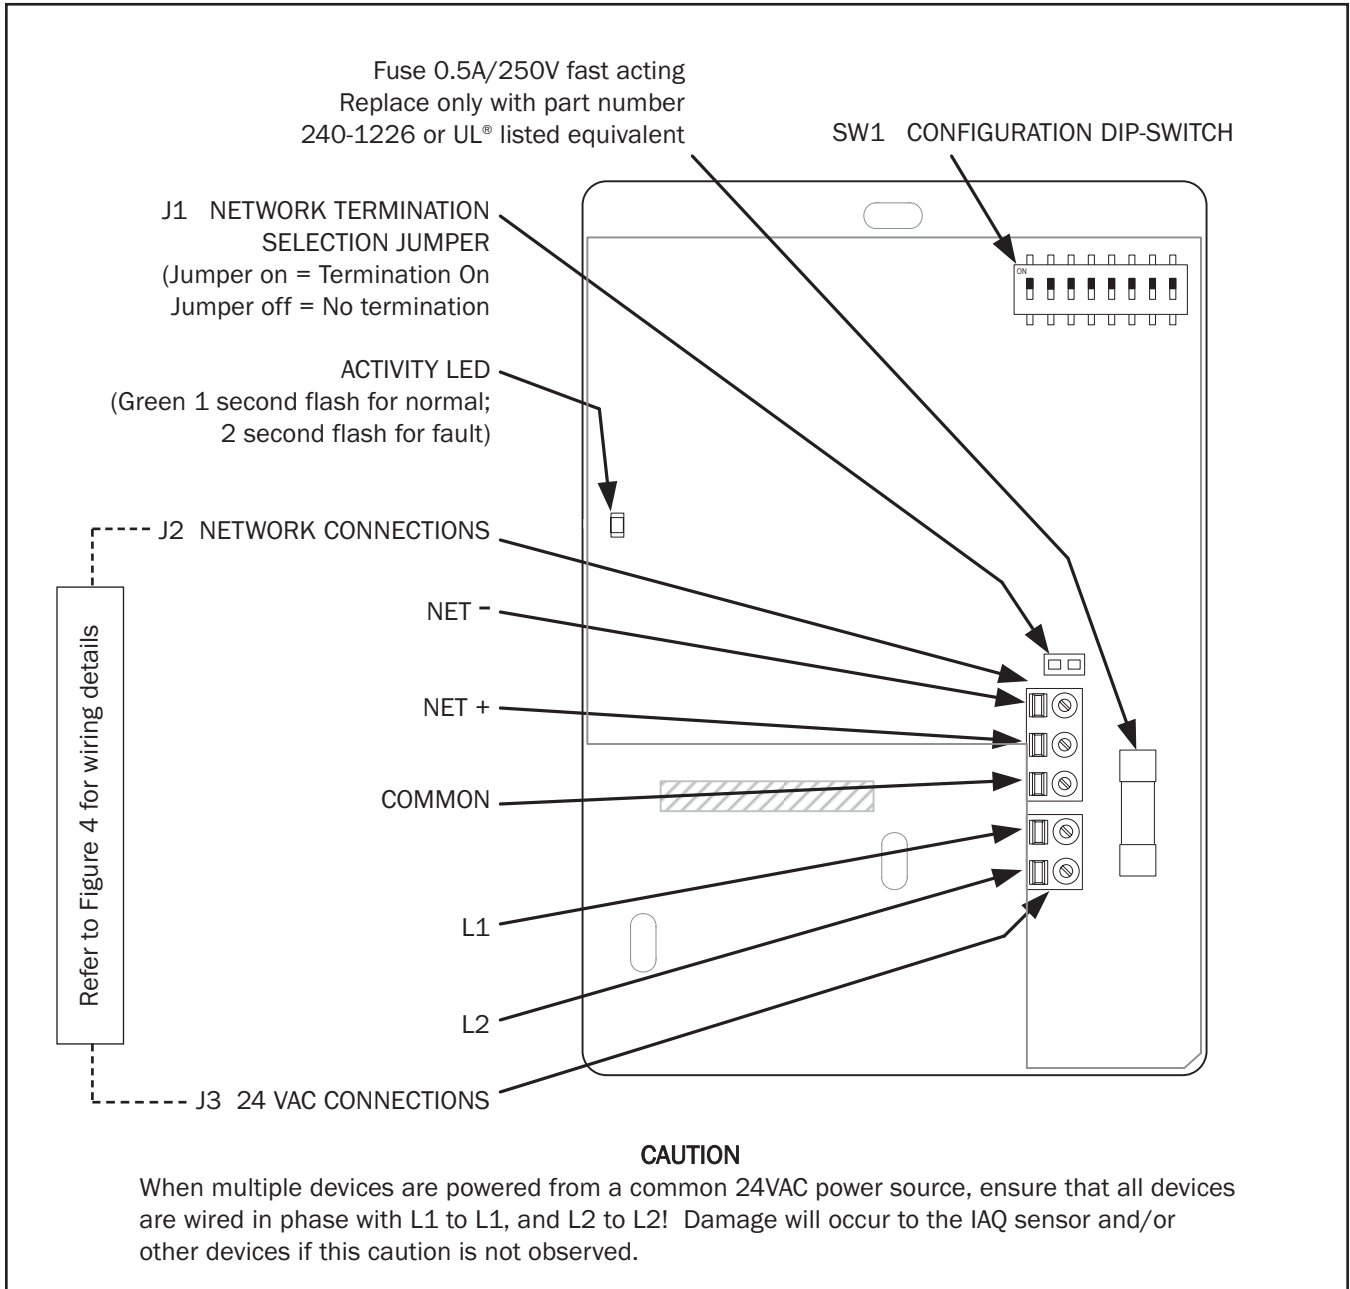 Fuse 0.5A/250V fast acting
Replace only with part number
240-1226 or UL® listed equivalent
SW1 CONFIGURATION DIP-SWITCH
J1 NETWORK TERMINATION
SELECTION JUMPER
(Jumper on = Termination On
Jumper off = No termination
ON
ACTIVITY LED
(Green 1 second flash for normal;
2 second flash for fault)
J2 NETWORK CONNECTIONS
NET -
NET +
COMMON
L1
L2
J3 24 VAC CONNECTIONS
Refer to Figure 4 for wiring details
CAUTION
When multiple devices are powered from a common 24VAC power source, ensure that all devices
are wired in phase with L1 to L1, and L2 to L2! Damage will occur to the IAQ sensor and/or
other devices if this caution is not observed.